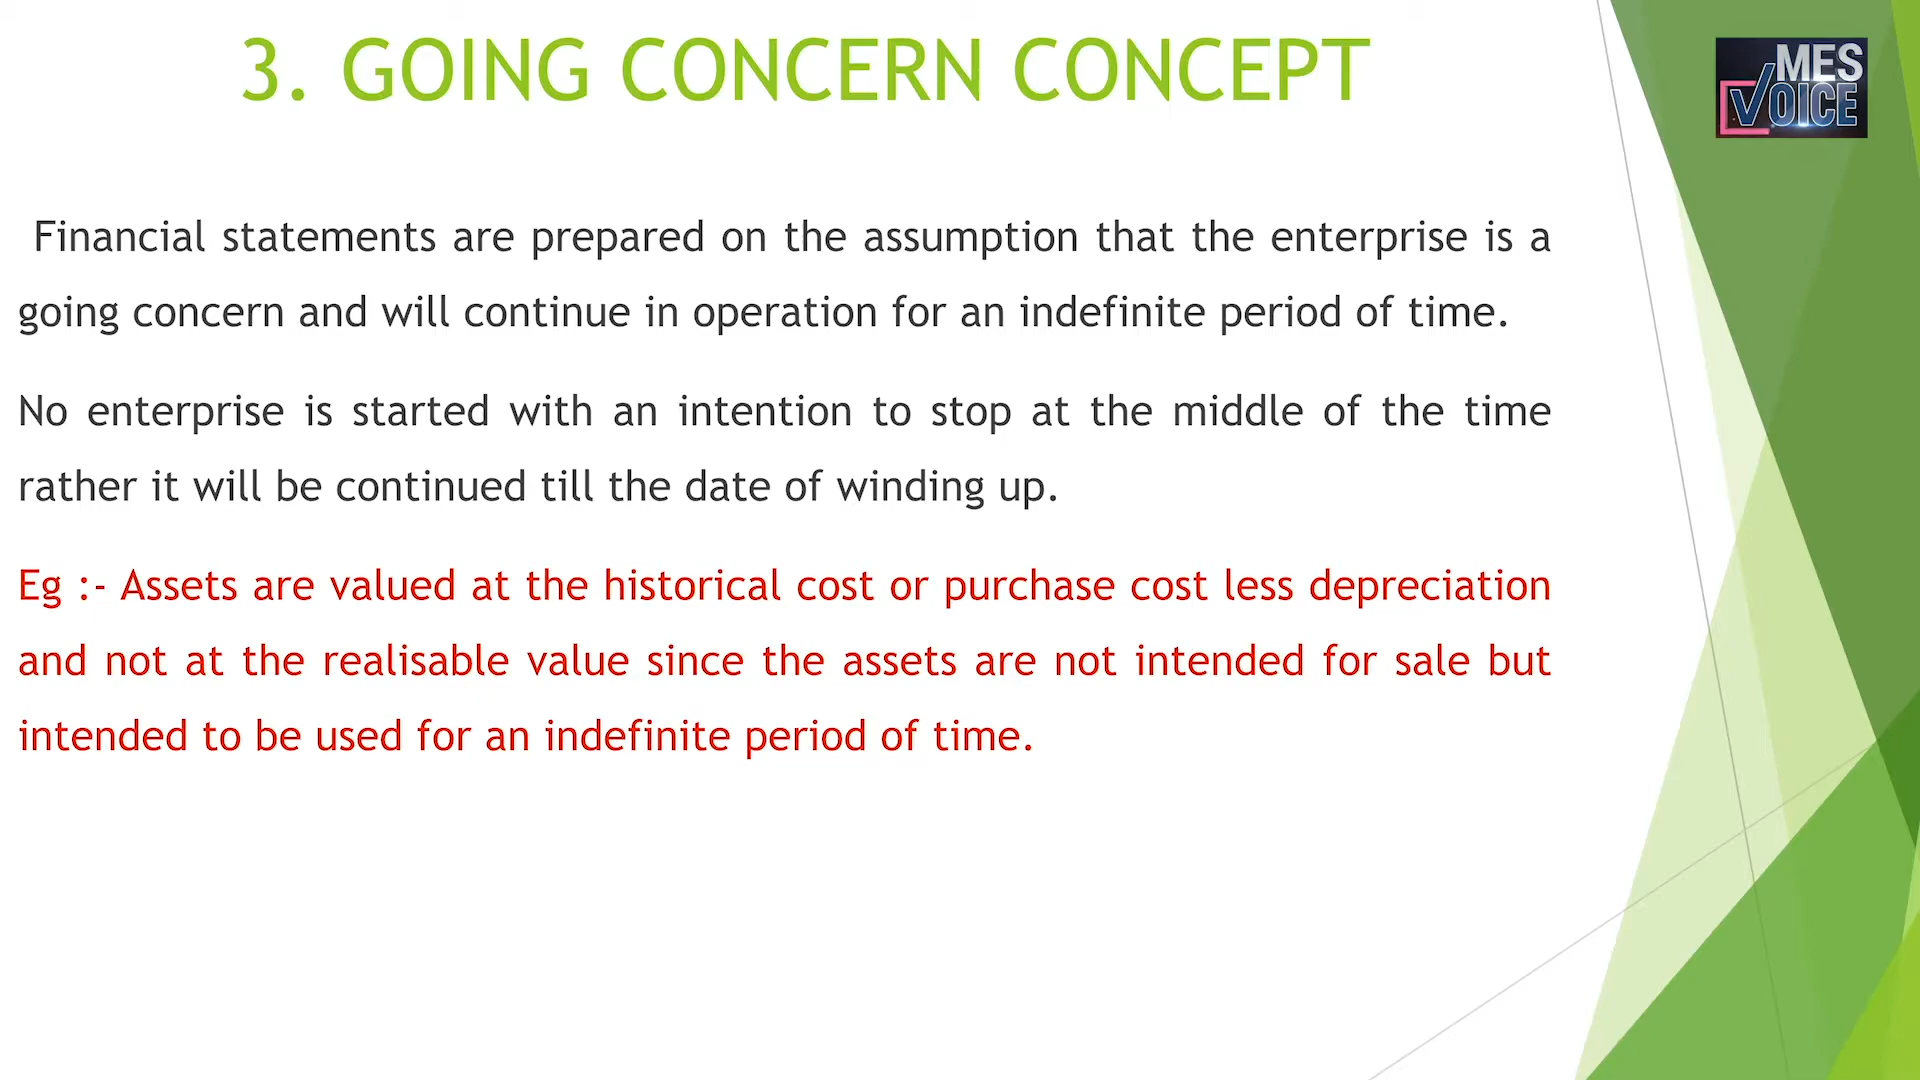 3. GOING CONCERN CONCEPT
MES
VOICE
Financial statements are prepared on the assumption that the enterprise is a
going concern and will continue in operation for an indefinite period of time.
No enterprise is started with an intention to stop at the middle of the time
rather it will be continued till the date of winding up.
Eg :- Assets are valued at the historical cost or purchase cost less depreciation
and not at the realisable value since the assets are not intended for sale but
intended to be used for an indefinite period of time.